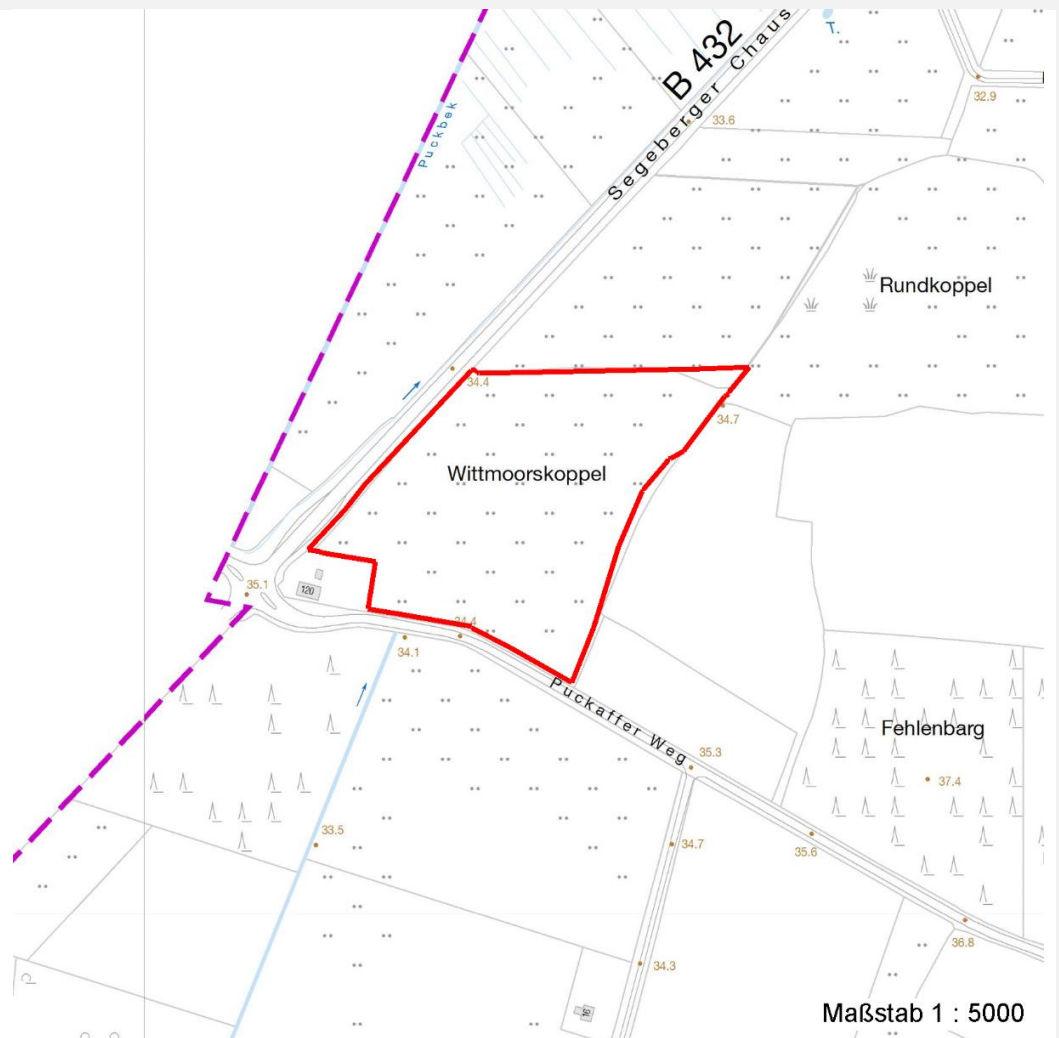 B 432
T.
Segeberger Chaus
33.6
32.9
Puckbek
Rundkoppel
34.4
34.7
Wittmoorskoppel
35.1
120
34.4
34.1
Puckaffer Weg
35.3
Fehlenbarg
37.4
33.5
34.7
35.6
36.8
34.3
Maßstab 1 : 5000